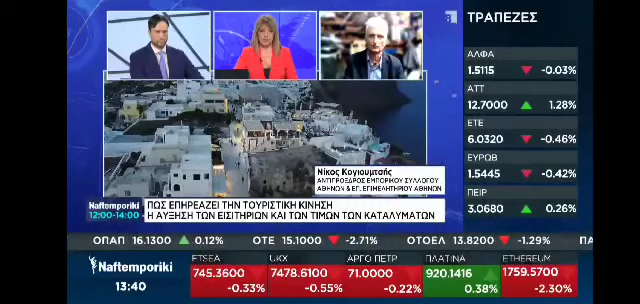 ΤΡΑΠΕΖΕΣ
ΑΛΦΑ
1.5115 -0.03%
ΑΤΤ
12.7000 1.28%
ΕΤΕ
6.0320 -0.46%
ΕΥΡΩΒ
1.5445 -0.42%
ΠΕΙΡ
3.0680 0.26%
Νίκος Κογιουμτσής
ΑΝΤΙΠΡΟΕΔΡΟΣ ΕΜΠΟΡΙΚΟΥ ΣΥΛΛΟΓΟΥ
ΑΘΗΝΩΝ & ΕΠ. ΕΠΙΜΕΛΗΤΗΡΙΟΥ ΑΘΗΝΩΝ
Naftemporiki
12:00-14:00
ΠΩΣ ΕΠΗΡΕΑΖΕΙ ΤΗΝ ΤΟΥΡΙΣΤΙΚΗ ΚΙΝΗΣΗ
Η ΑΥΞΗΣΗ ΤΩΝ ΕΙΣΙΤΗΡΙΩΝ ΚΑΙ ΤΩΝ ΤΙΜΩΝ ΤΩΝ ΚΑΤΑΛΥΜΑΤΩΝ
ΟΠΑΠ 16.1300 0.12% ΟΤΕ 15.1000 -2.71% ΟΤΟΕΛ 13.8200 -1.29% ΠΑ
Naftemporiki
13:40
FTSEA UKX ΑΡΓΟ ΠΕΤΡ ΠΛΑΤΙΝΑ ETHEREUM
745.3600 7478.6100 71.0000 920.1416 1759.5700
-0.33% -0.55% -0.22% 0.38% -2.30%